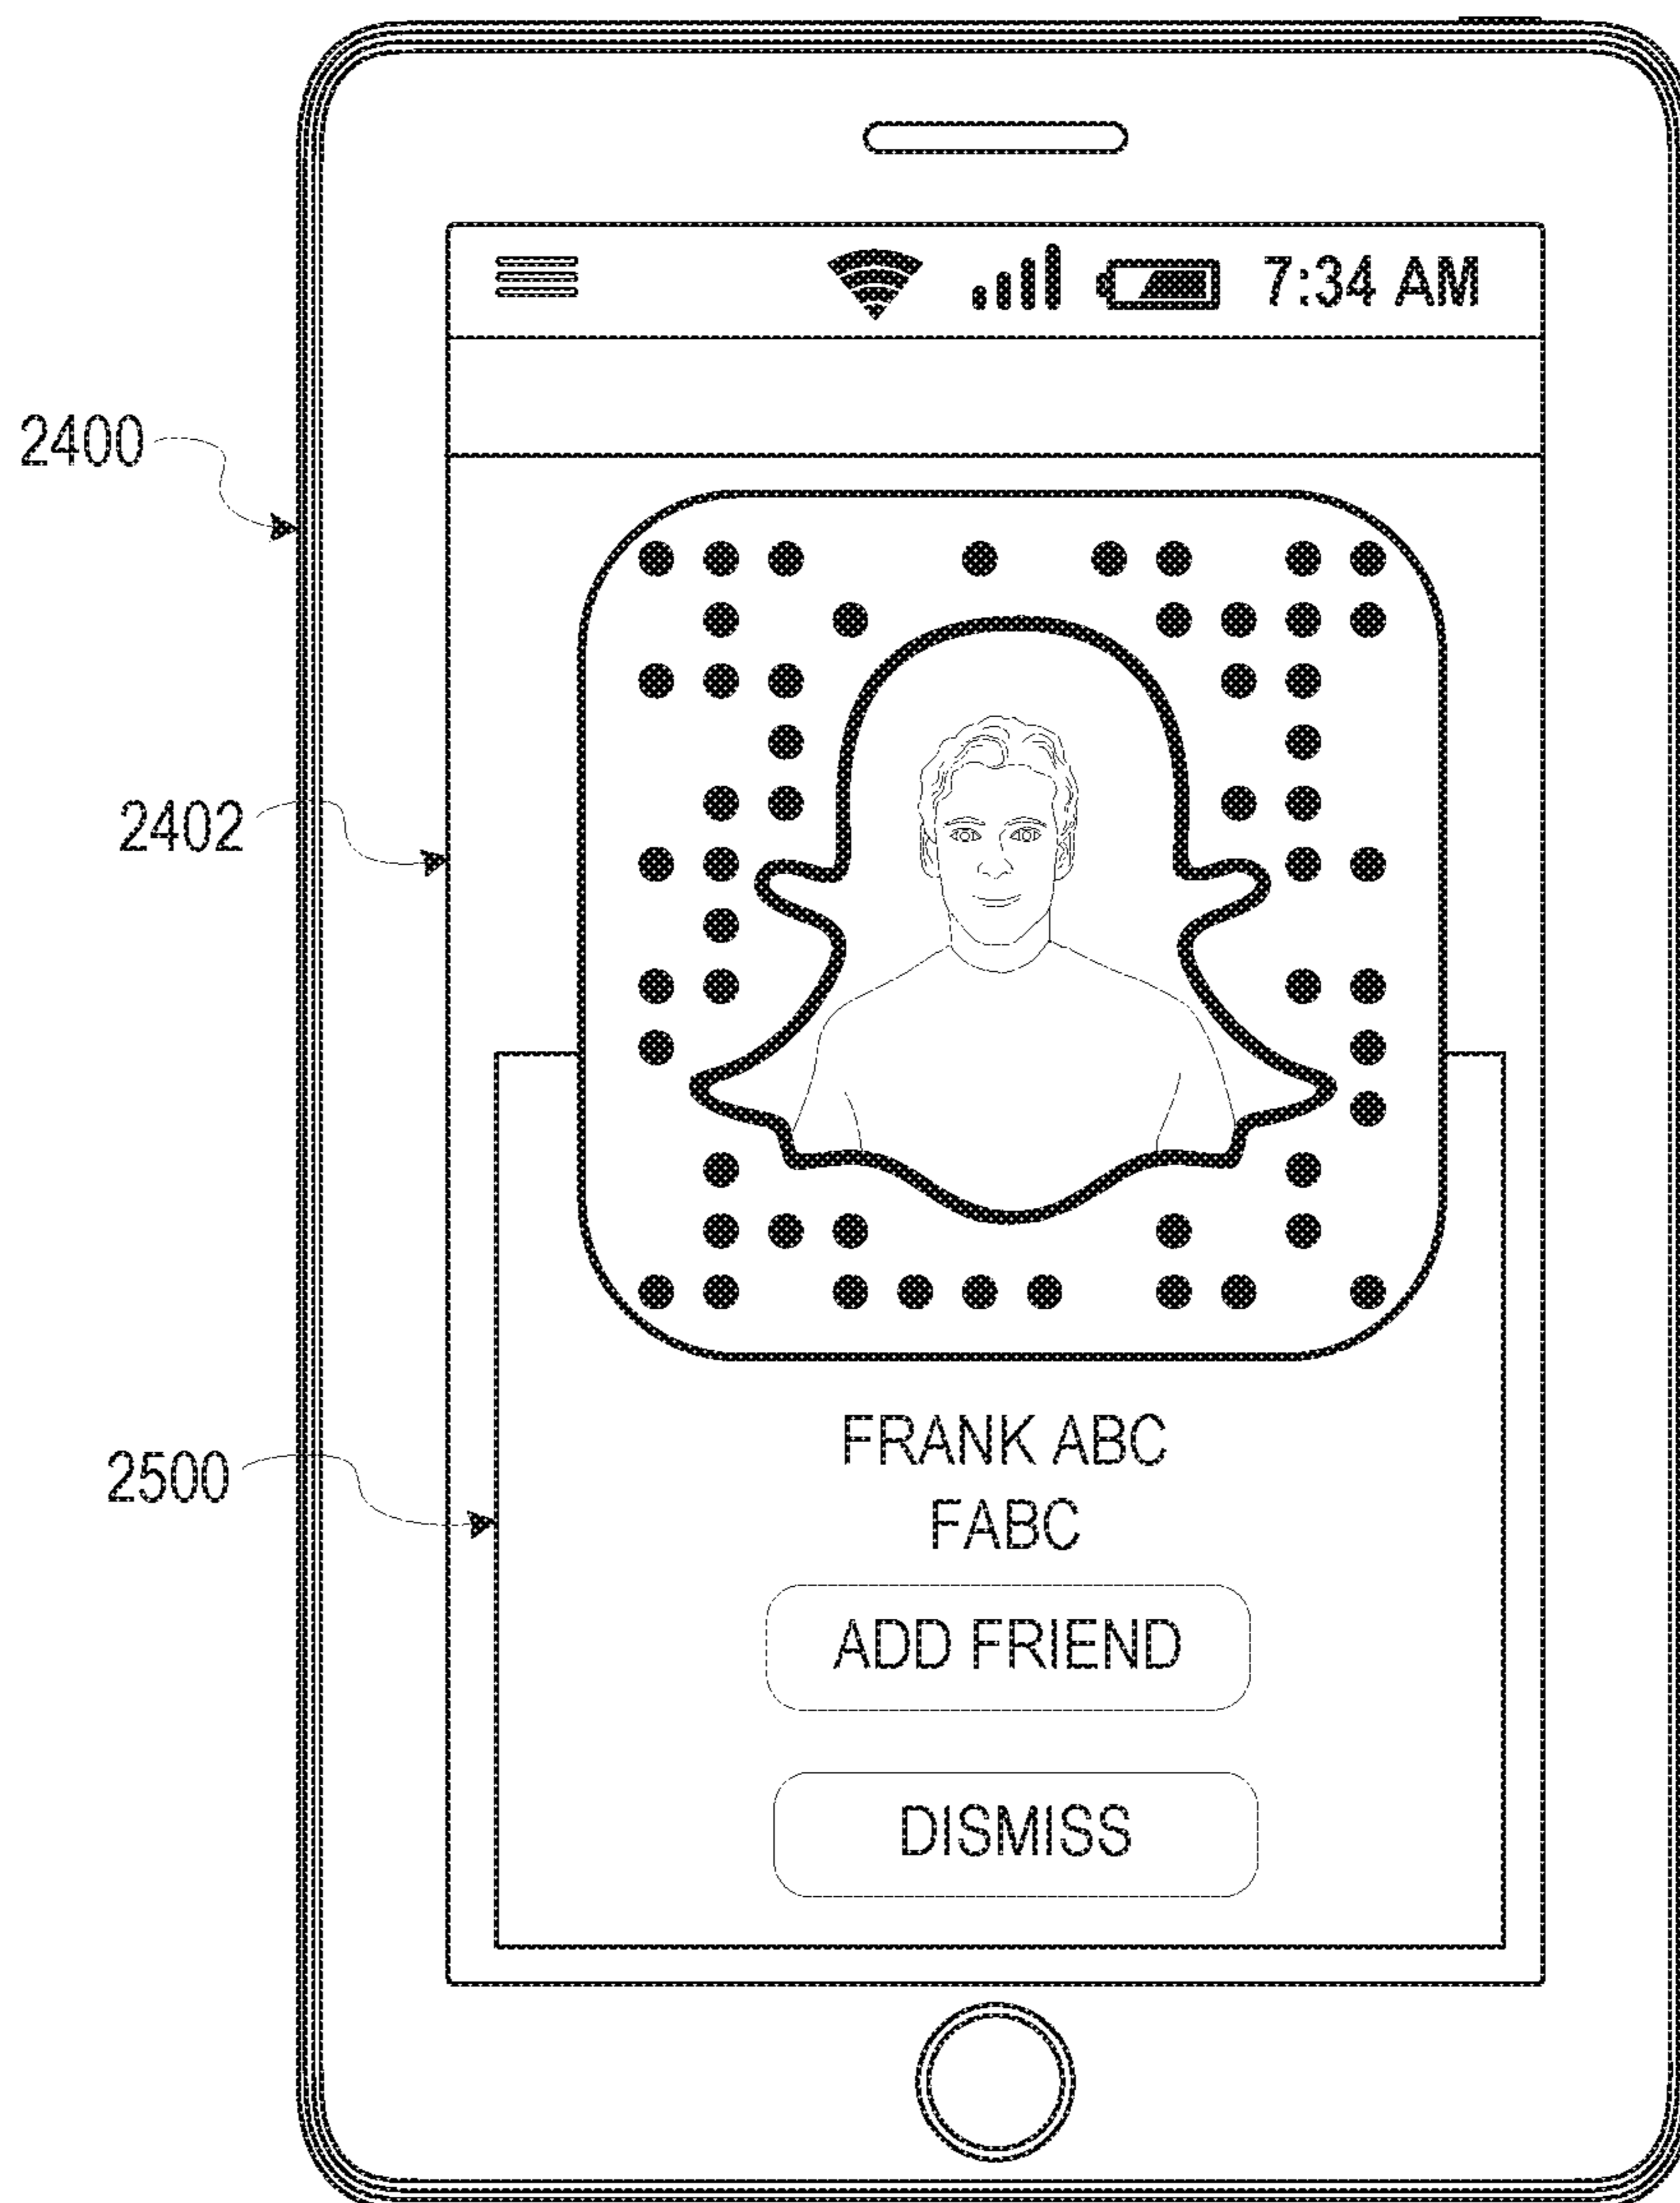 7:34 AM
2400
2402
2500
FRANK ABC
FABC
ADD FRIEND
DISMISS